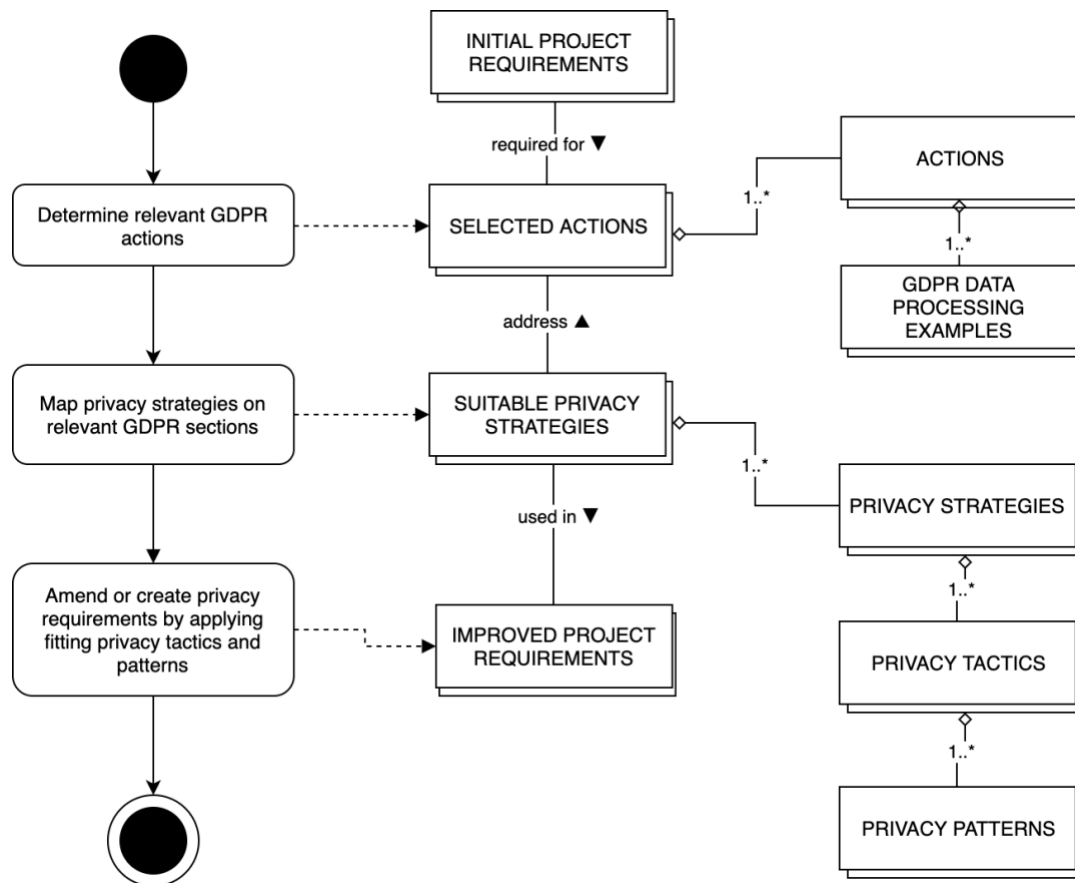 INITIAL PROJECT
REQUIREMENTS
required for ▼
ACTIONS
1..*
Determine relevant GDPR
actions
SELECTED ACTIONS
1..*
GDPR DATA
PROCESSING
EXAMPLES
address ▲
Map privacy strategies on
relevant GDPR sections
SUITABLE PRIVACY
STRATEGIES
1..*
PRIVACY STRATEGIES
used in ▼
1..*
Amend or create privacy
requirements by applying
fitting privacy tactics and
patterns
IMPROVED PROJECT
REQUIREMENTS
PRIVACY TACTICS
1..*
PRIVACY PATTERNS